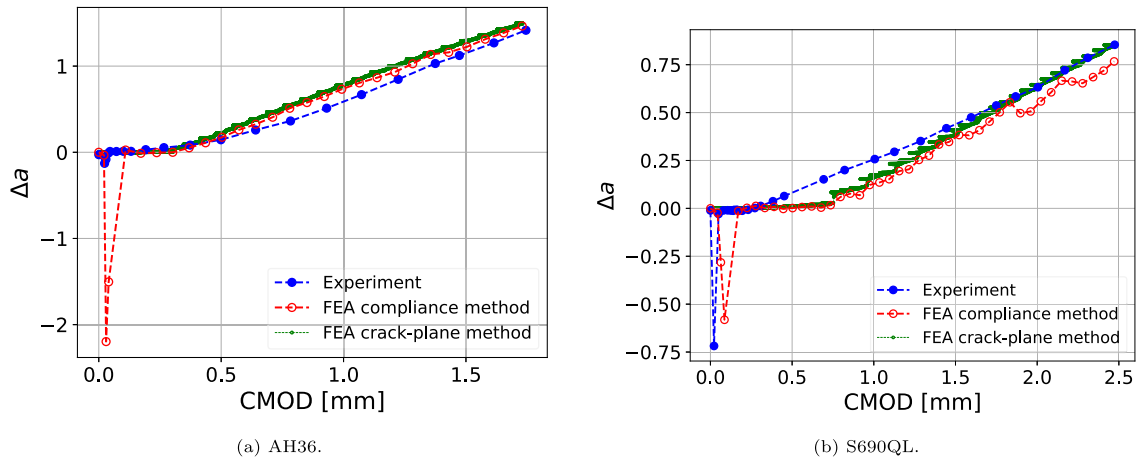 1
0
−1
−2
Δa
0.0
0.5
1.0
1.5
CMOD [mm]
Experiment
FEA compliance method
FEA crack-plane method
(a) AH36.
0.75
0.50
0.25
0.00
−0.25
−0.50
−0.75
Δa
0.0
0.5
1.0
1.5
2.0
2.5
CMOD [mm]
Experiment
FEA compliance method
FEA crack-plane method
(b) S690QL.